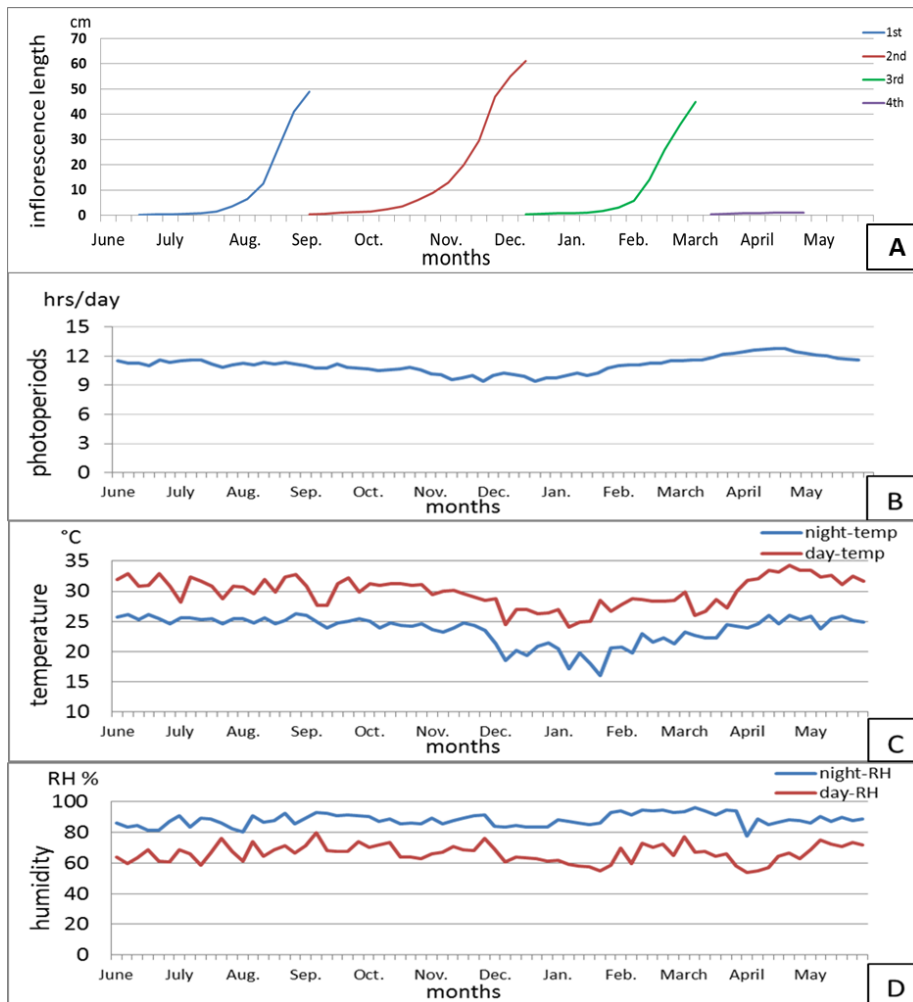 cm
inflorescence length
70
60
50
40
30
20
10
0
1st
2nd
3rd
4th
June July Aug. Sep. Oct. Nov. Dec. Jan. Feb. March April May
months
A
hrs/day
photoperiods
15
12
9
6
3
0
June July Aug. Sep. Oct. Nov. Dec. Jan. Feb. March April May
months
B
°C
temperature
35
30
25
20
15
10
night-temp
day-temp
June July Aug. Sep. Oct. Nov. Dec. Jan. Feb. March April May
months
C
RH %
humidity
100
80
60
40
20
0
night-RH
day-RH
June July Aug. Sep. Oct. Nov. Dec. Jan. Feb. March April May
months
D